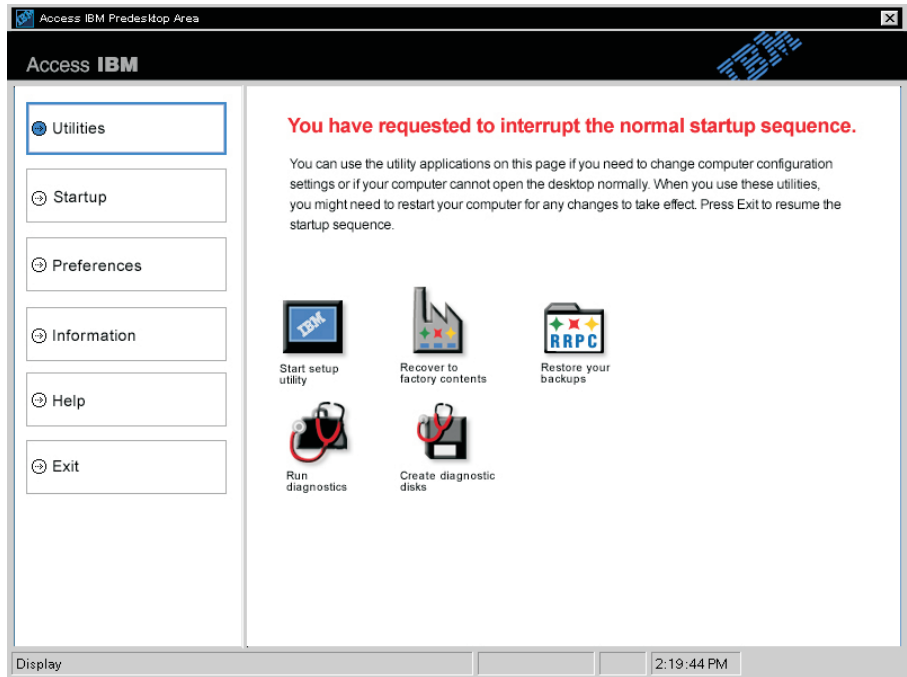 Access IBM Predesktop Area
Access IBM
IBM
Utilities
Startup
Preferences
Information
Help
Exit
You have requested to interrupt the normal startup sequence.
You can use the utility applications on this page if you need to change computer configuration
settings or if your computer cannot open the desktop normally. When you use these utilities,
you might need to restart your computer for any changes to take effect. Press Exit to resume the
startup sequence.
IBM
Start setup
utility
Recover to
factory contents
RRPC
Restore your
backups
Run
diagnostics
Create diagnostic
disks
Display
2:19:44 PM